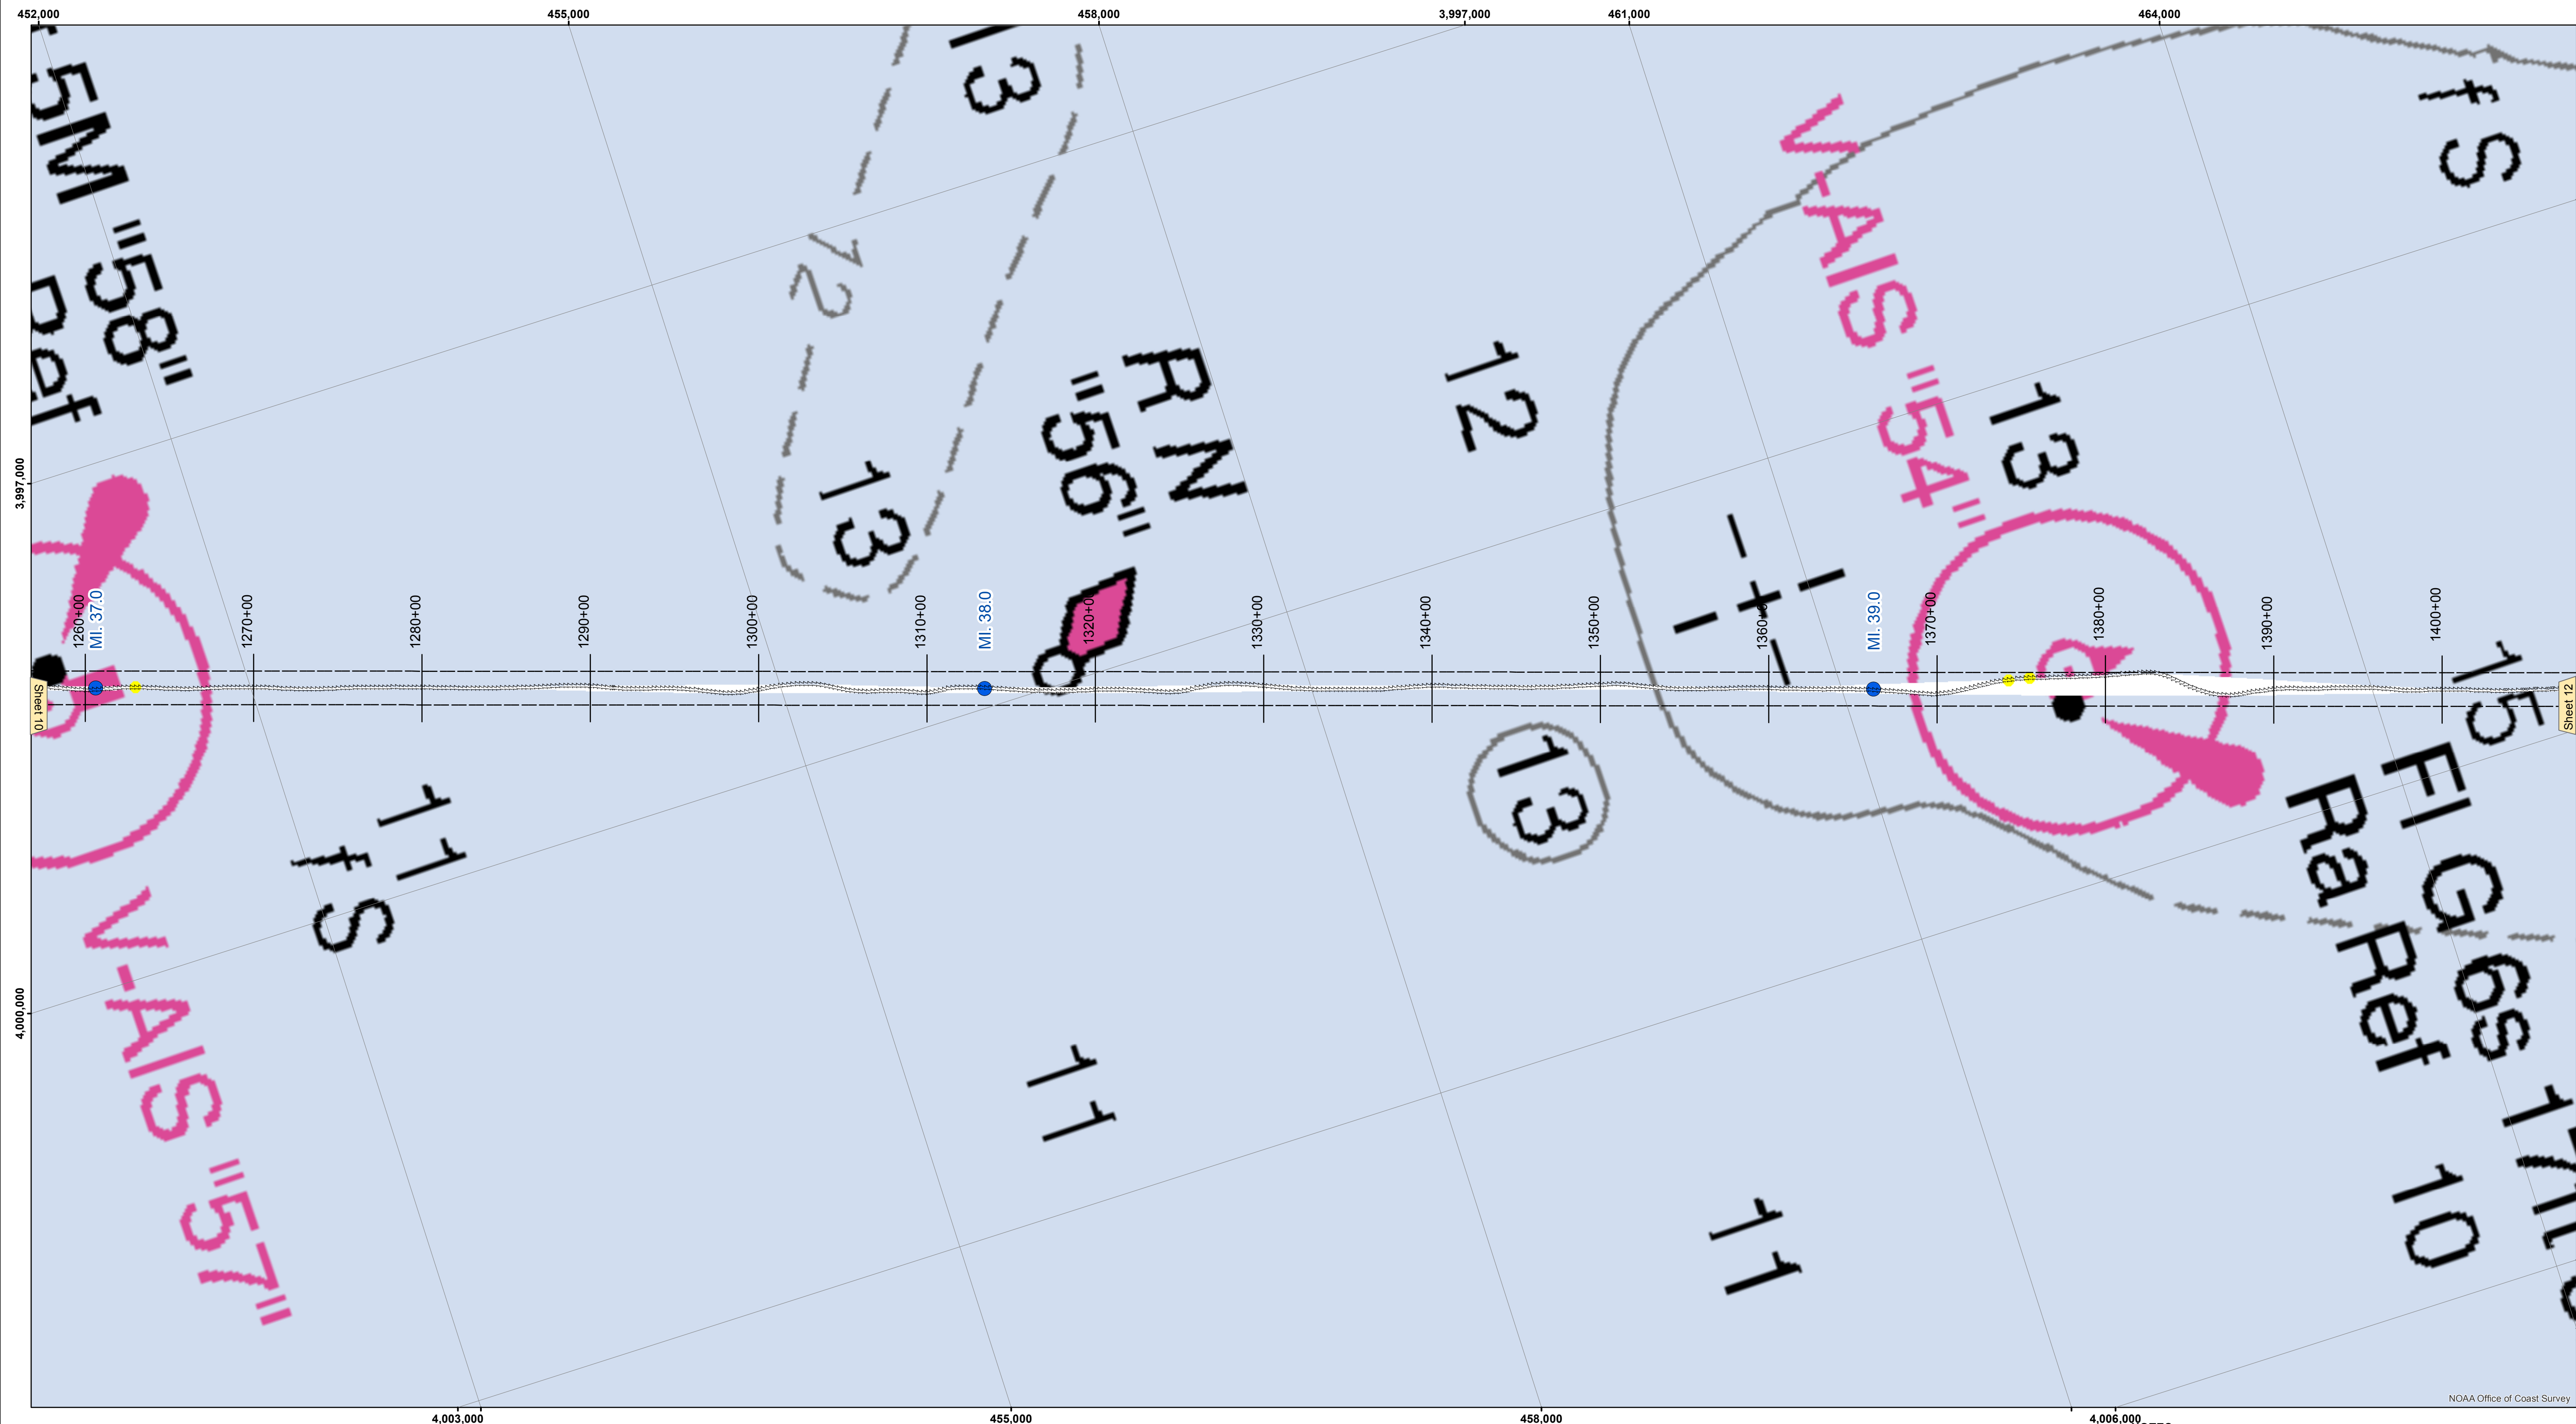 452,000
455,000
458,000
3,997,000
461,000
464,000
3,997,000
4,000,000
4,003,000
455,000
458,000
4,006,000
5M "58"
Ref
13
12
13
R N
"56"
12
V-AIS "54"
13
f S
1260+00
MI. 37.0
1270+00
1280+00
1290+00
1300+00
1310+00
MI. 38.0
1320+00
1330+00
1340+00
1350+00
1360+00
MI. 39.0
1370+00
1380+00
1390+00
1400+00
Sheet 10
Sheet 12
15
13
11
f S
V-AIS "57"
11
11
Fl G 6s 17ft
Ra Ref
10
NOAA Office of Coast Survey